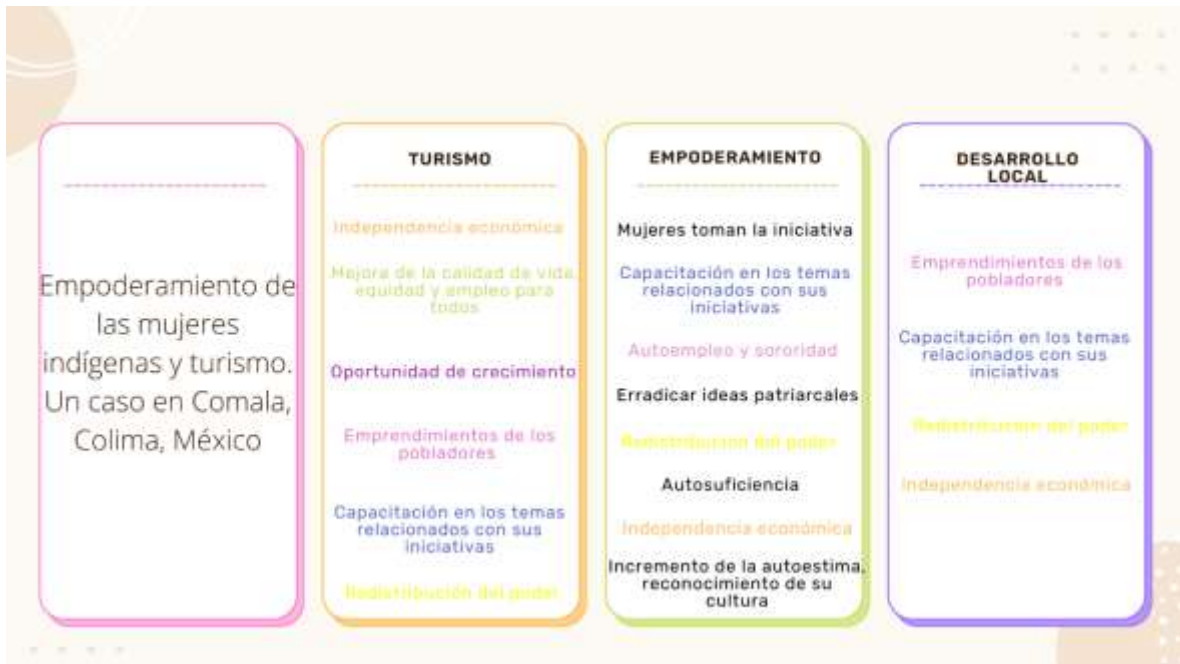 Empoderamiento de
las mujeres
indígenas y turismo.
Un caso en Comala,
Colima, México
TURISMO
Independencia económica
Mejora de la calidad de vida,
equidad y empleo para
todos
Oportunidad de crecimiento
Emprendimientos de los
pobladores
Capacitación en los temas
relacionados con sus
iniciativas
Redistribución del poder
EMPODERAMIENTO
Mujeres toman la iniciativa
Capacitación en los temas
relacionados con sus
iniciativas
Autoempleo y sororidad
Erradicar ideas patriarcales
Redistribución del poder
Autosuficiencia
Independencia económica
Incremento de la autoestima,
reconocimiento de su
cultura
DESARROLLO
LOCAL
Emprendimientos de los
pobladores
Capacitación en los temas
relacionados con sus
iniciativas
Redistribución del poder
Independencia económica